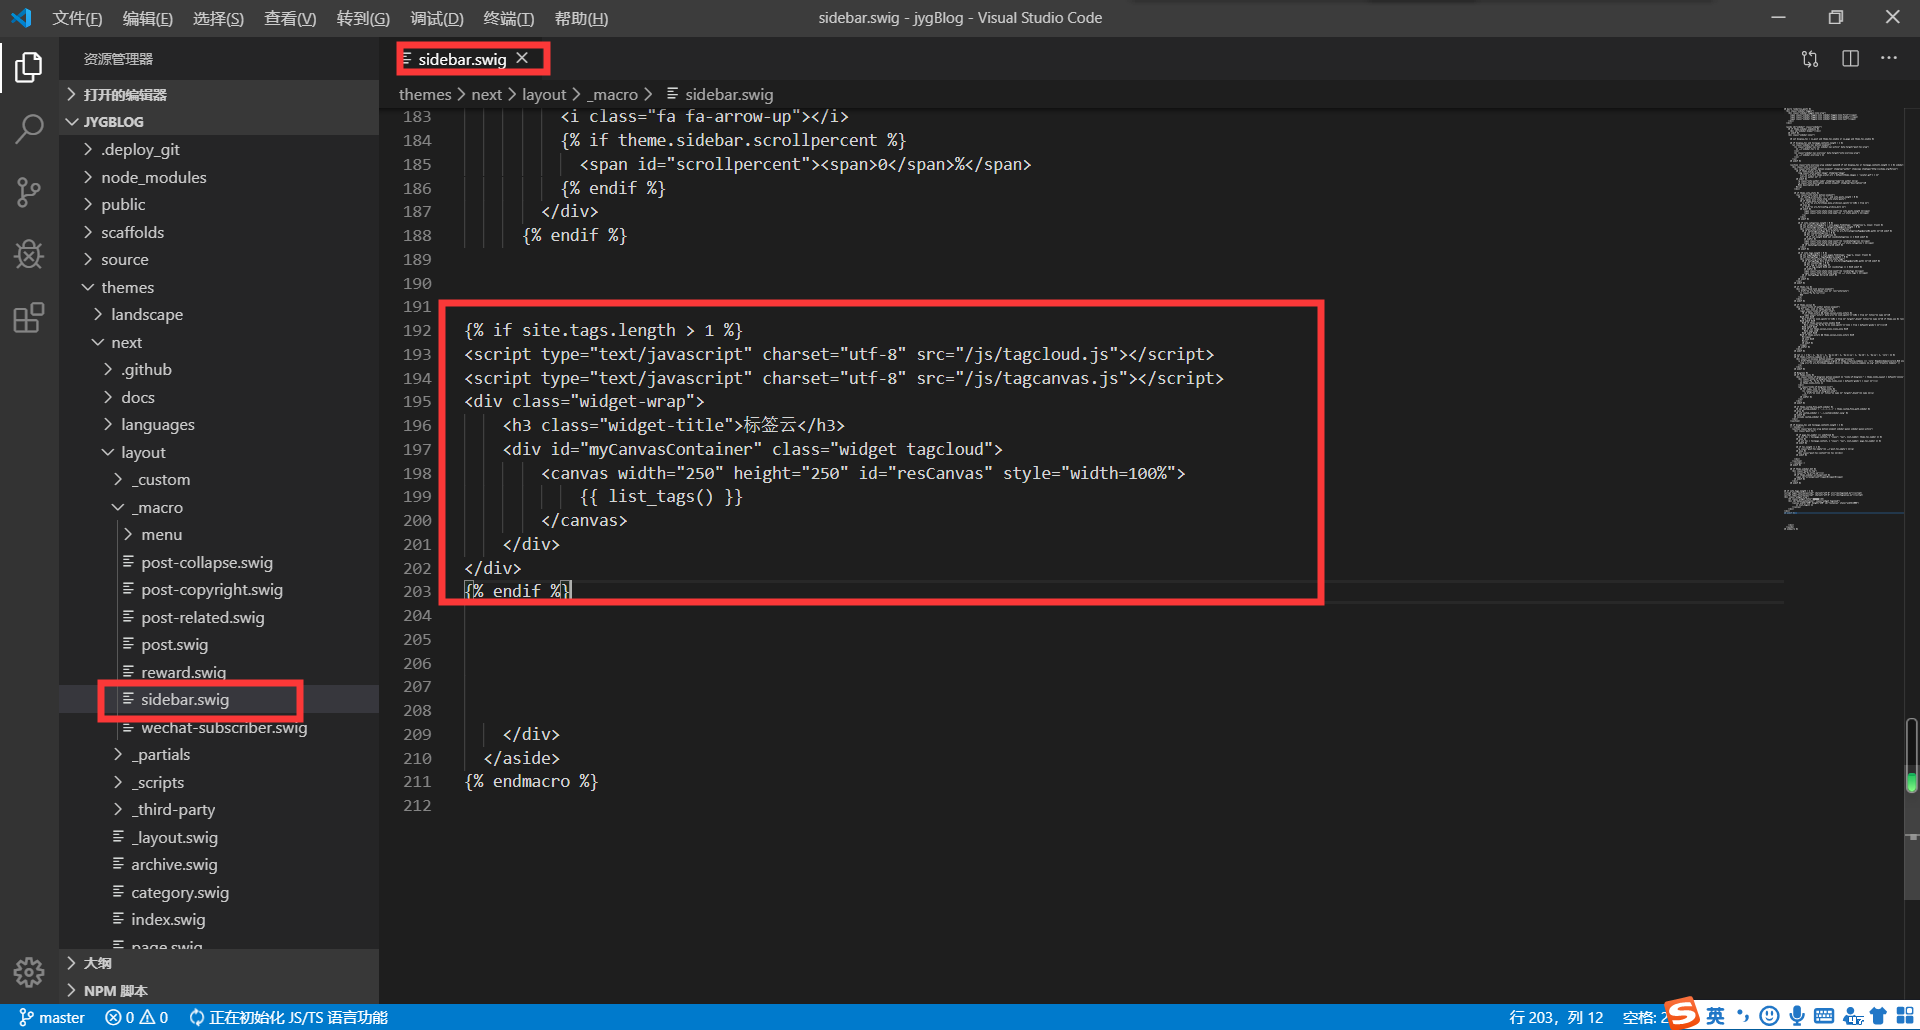 文件(F) 编辑(E) 选择(S) 查看(V) 转到(G) 调试(D) 终端(T) 帮助(H)
sidebar.swig - jygBlog - Visual Studio Code
资源管理器
打开的编辑器
JYGBLOG
.deploy_git
node_modules
public
scaffolds
source
themes
landscape
next
.github
docs
languages
layout
_custom
_macro
menu
post-collapse.swig
post-copyright.swig
post-related.swig
post.swig
reward.swig
sidebar.swig
wechat-subscriber.swig
_partials
_scripts
_third-party
_layout.swig
archive.swig
category.swig
index.swig
page.swig
大纲
NPM 脚本
sidebar.swig
themes > next > layout > _macro > sidebar.swig
183 <i class="fa fa-arrow-up"></i>
184 {% if theme.sidebar.scrollpercent %}
185 <span id="scrollpercent"><span>0</span>%</span>
186 {% endif %}
187 </div>
188 {% endif %}
189
190
191
192 {% if site.tags.length > 1 %}
193 <script type="text/javascript" charset="utf-8" src="/js/tagcloud.js"></script>
194 <script type="text/javascript" charset="utf-8" src="/js/tagcanvas.js"></script>
195 <div class="widget-wrap">
196 <h3 class="widget-title">标签云</h3>
197 <div id="myCanvasContainer" class="widget tagcloud">
198 <canvas width="250" height="250" id="resCanvas" style="width=100%">
199 {{ list_tags() }}
200 </canvas>
201 </div>
202 </div>
203 {% endif %}
204
205
206
207
208
209 </div>
210 </aside>
211 {% endmacro %}
212
master 0 0 正在初始化 JS/TS 语言功能
行 203，列 12 空格: 2
S 英